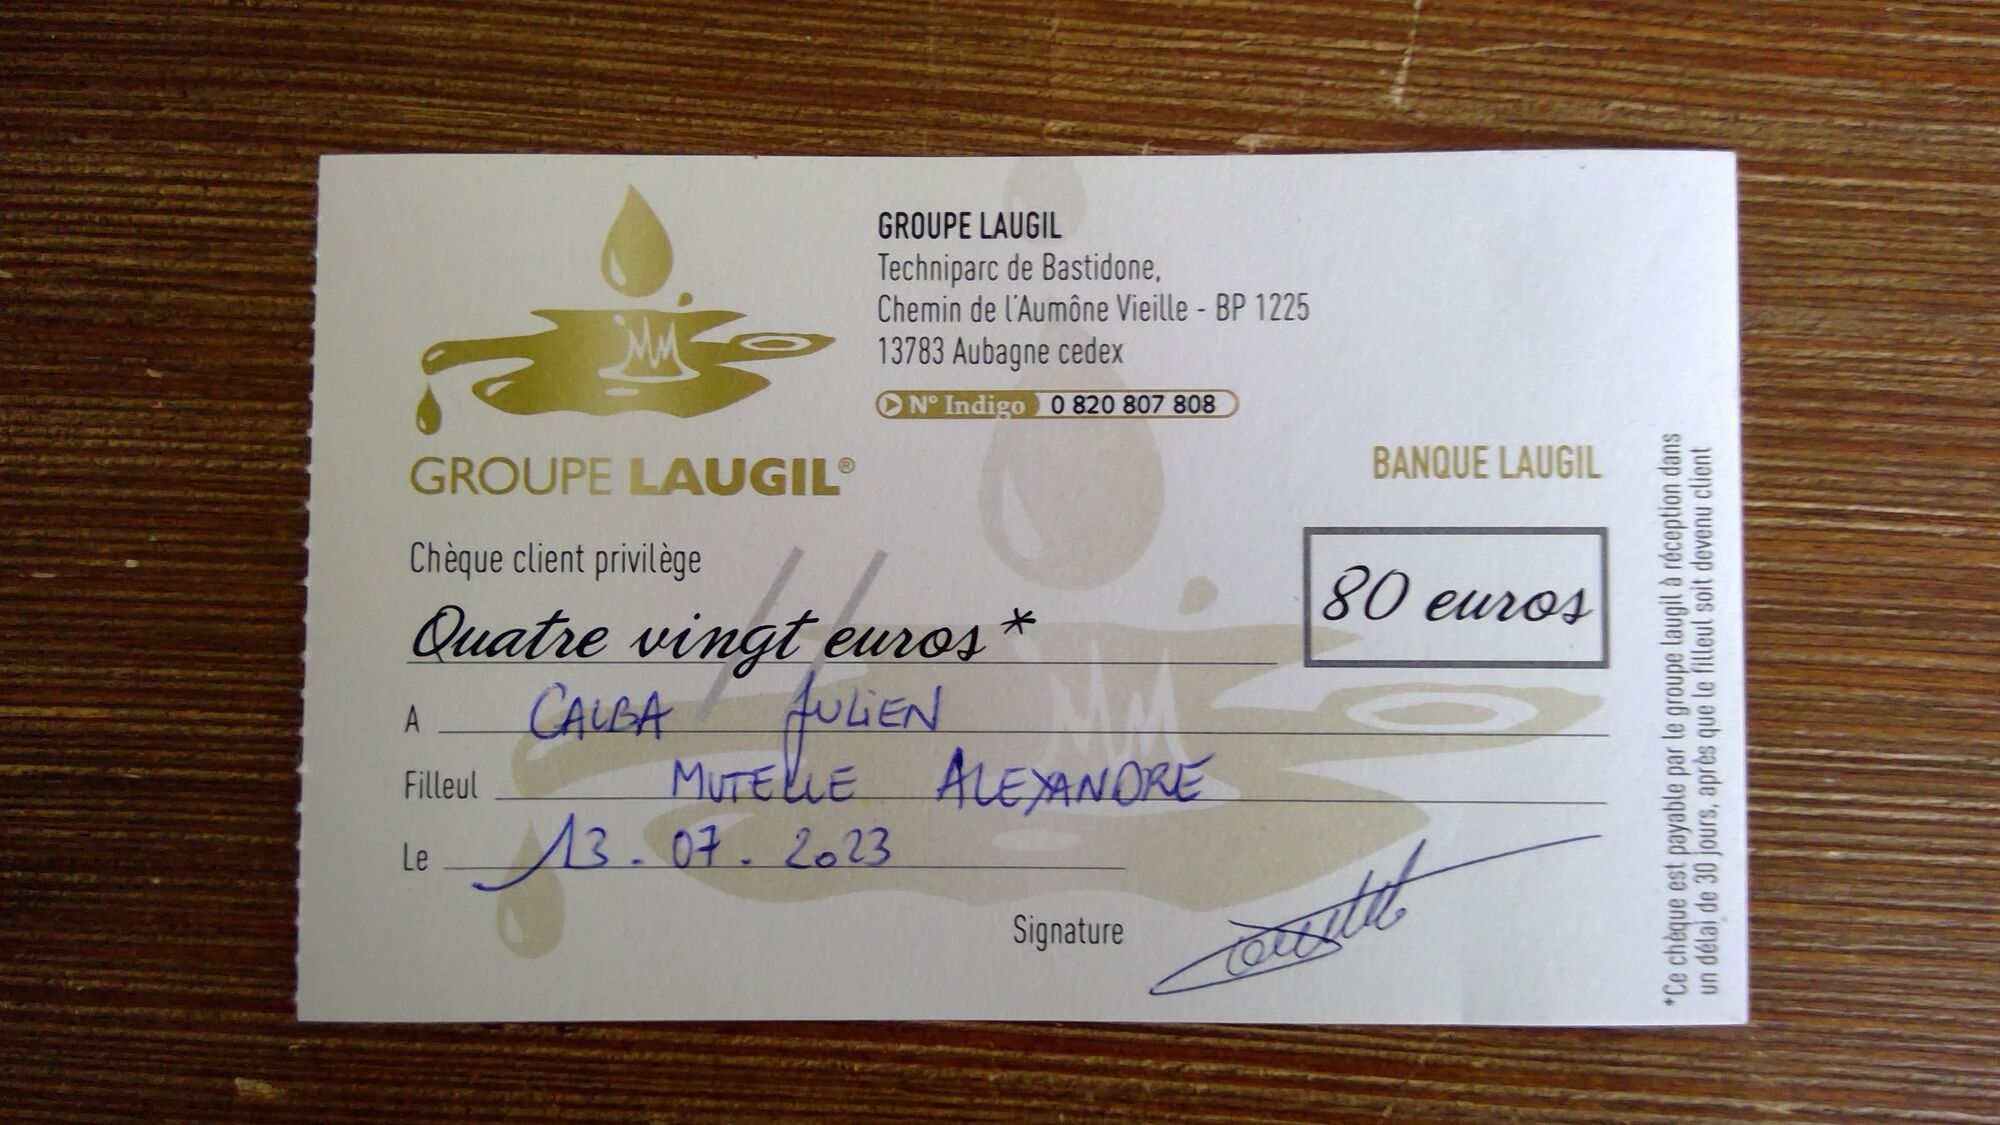 GROUPE LAUGIL
Techniparc de Bastidone,
Chemin de l'Aumône Vieille - BP 1225
13783 Aubagne cedex
N° Indigo 0 820 807 808
GROUPE LAUGIL®
BANQUE LAUGIL
Chèque client privilège
Quatre vingt euros*
80 euros
A CALBA JULIEN
Filleul MUTELLE ALEXANDRE
Le 13.07.2023
Signature
*Ce chèque est payable par le groupe laugil à réception dans
un délai de 30 jours, après que le filleul soit devenu client